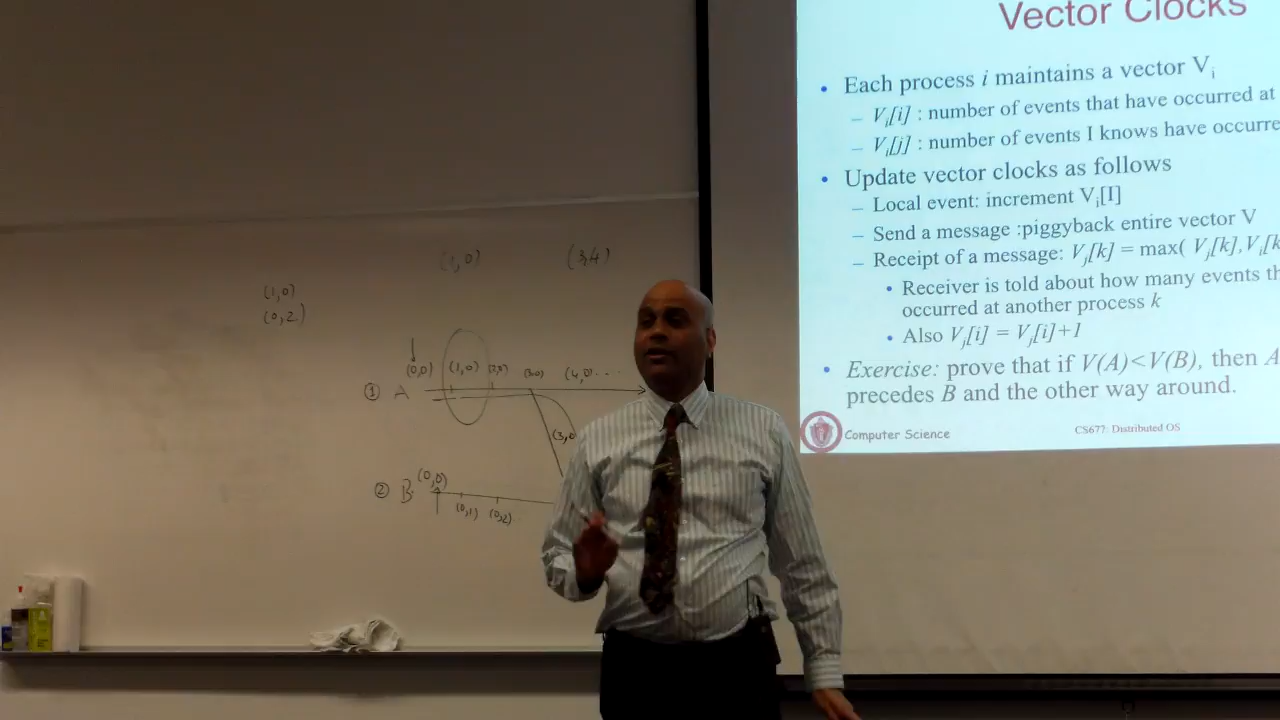 Vector Clocks
• Each process i maintains a vector Vi
– Vi[i] : number of events that have occurred at
– Vi[j] : number of events I knows have occurre
• Update vector clocks as follows
– Local event: increment Vi[I]
– Send a message :piggyback entire vector V
– Receipt of a message: Vj[k] = max( Vj[k],Vi[k
• Receiver is told about how many events th
occurred at another process k
• Also Vj[i] = Vj[i]+1
• Exercise: prove that if V(A)<V(B), then A
precedes B and the other way around.
Computer Science
CS677: Distributed OS
(3,4)
(1,0)
(0,2)
(0,0) (1,0) (2,0) (3,0) (4,0) ....
① A
(3,0
② B (0,0)
(0,1) (0,2)